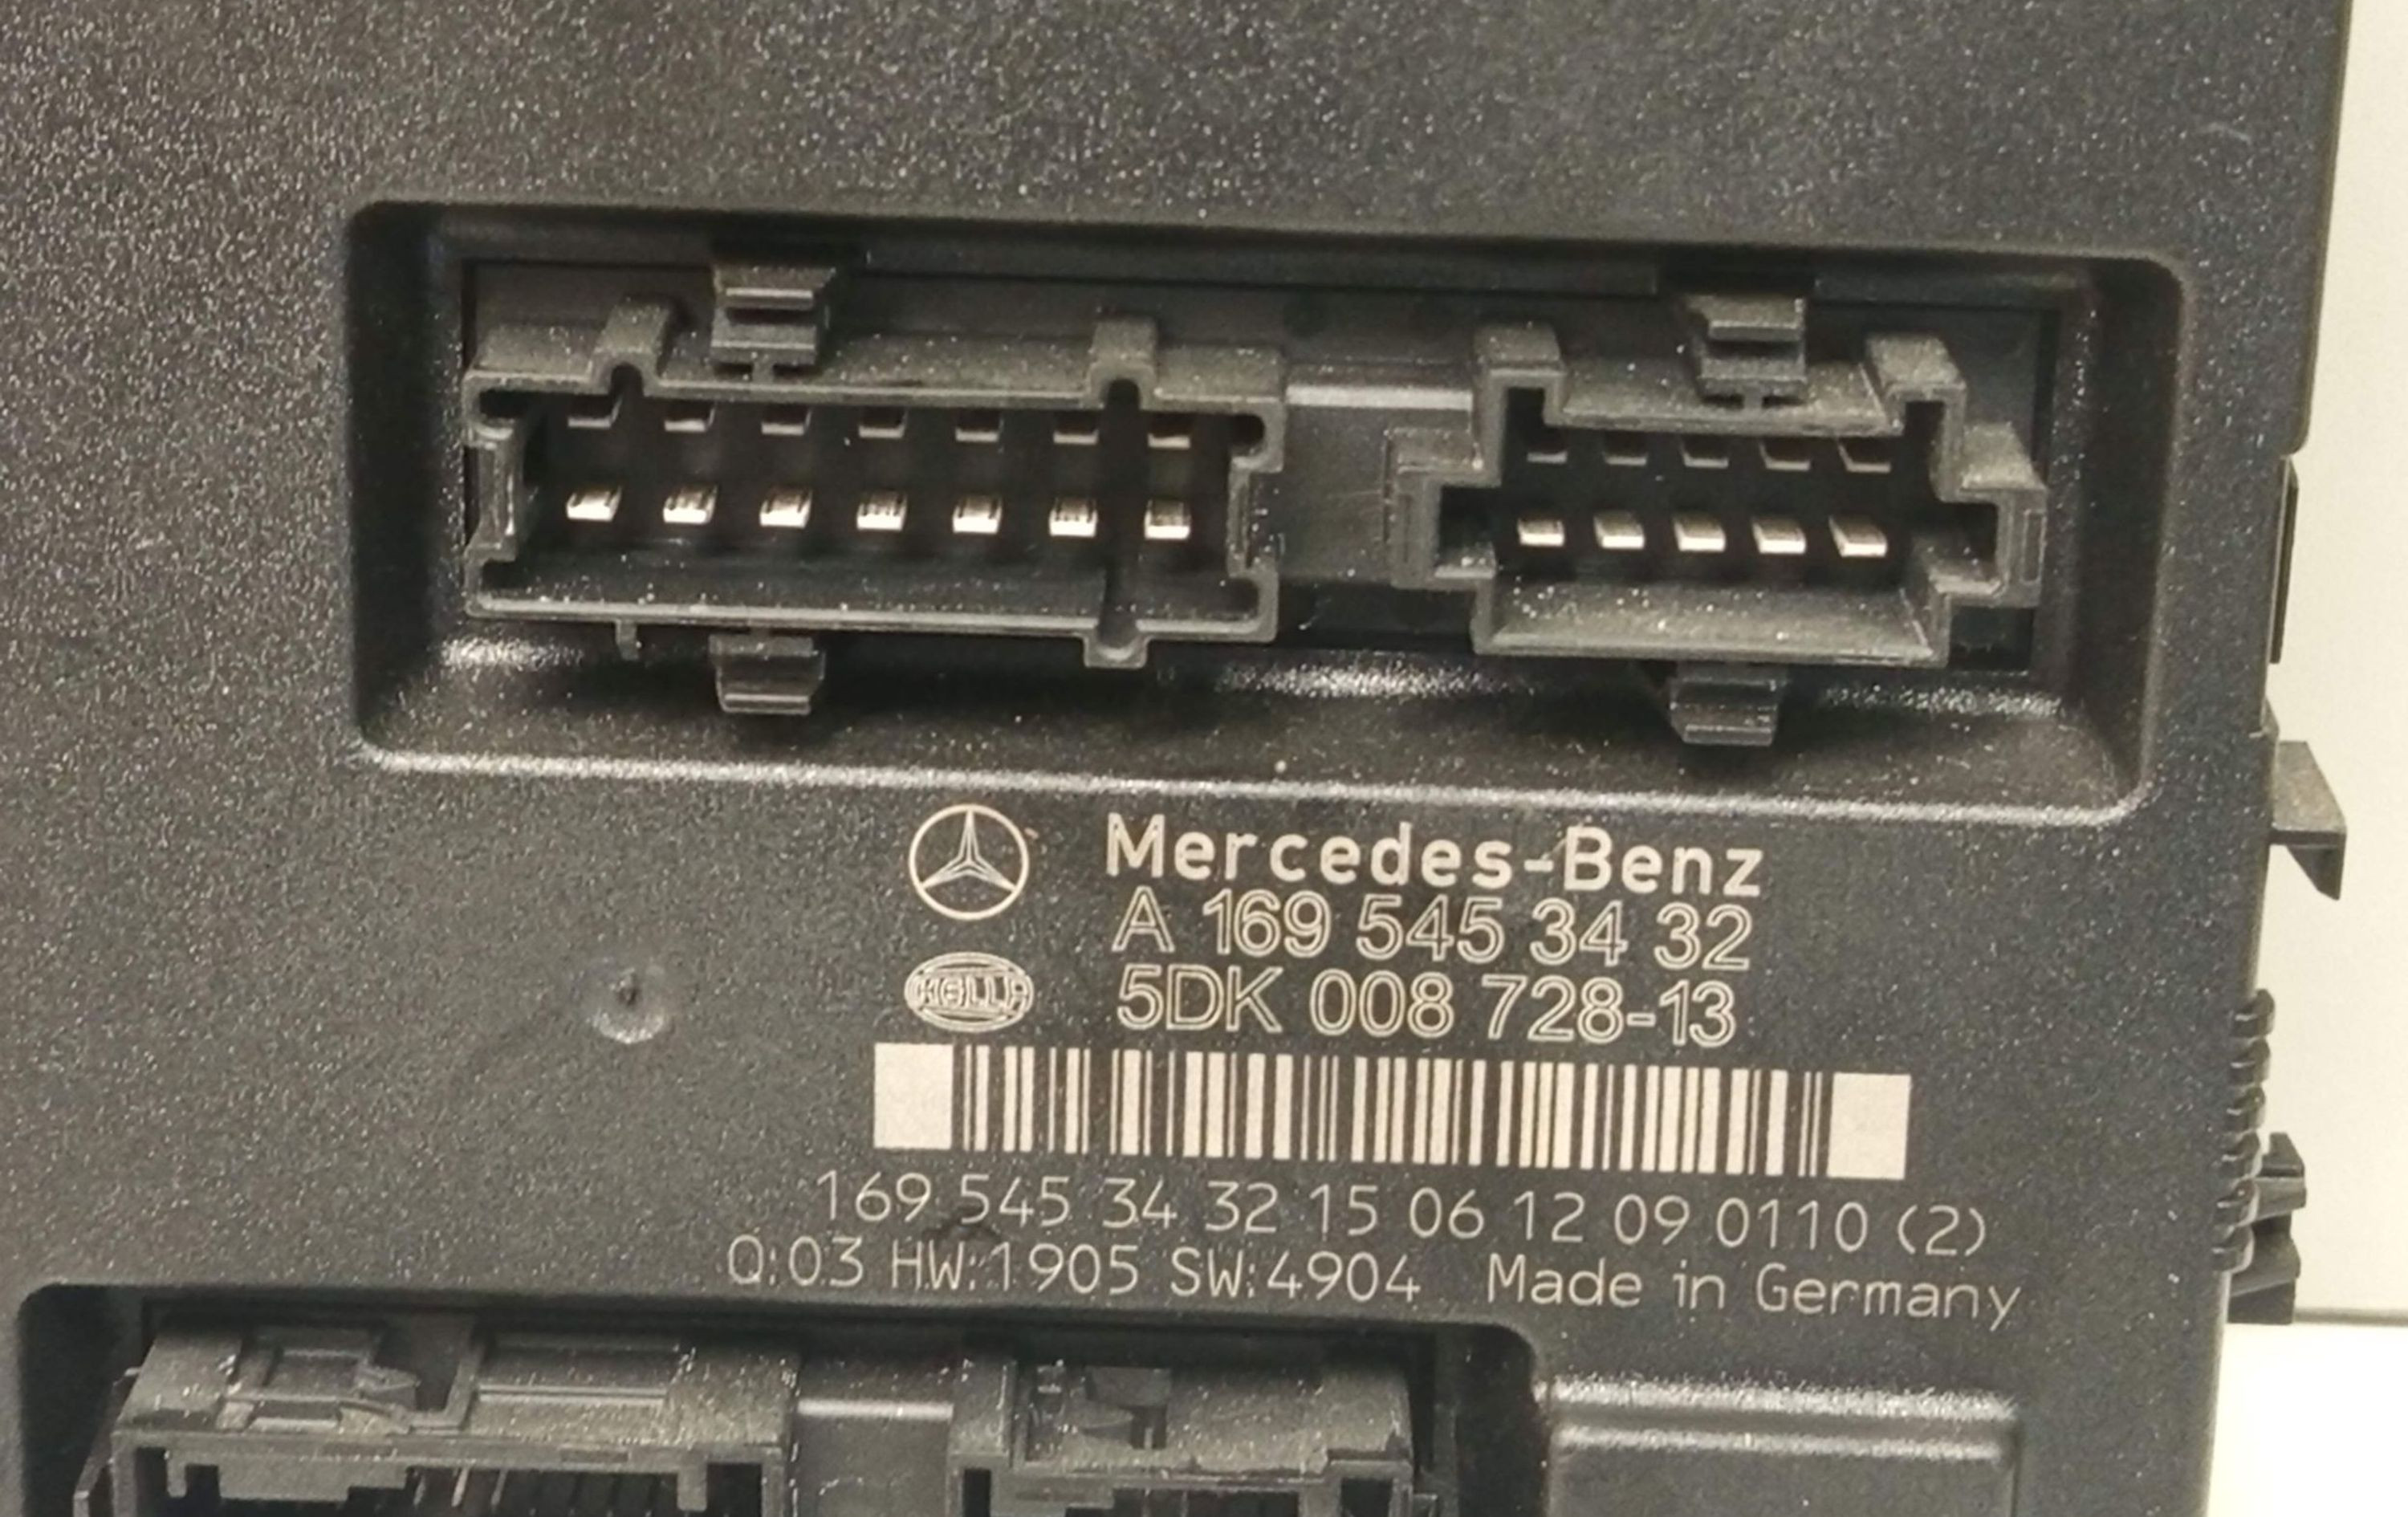 Mercedes-Benz
A 169 545 34 32
HELLA
5DK 008 728-13
169 545 34 32 15 06 12 09 0110 (2)
Q:03 HW:1905 SW:4904 Made in Germany